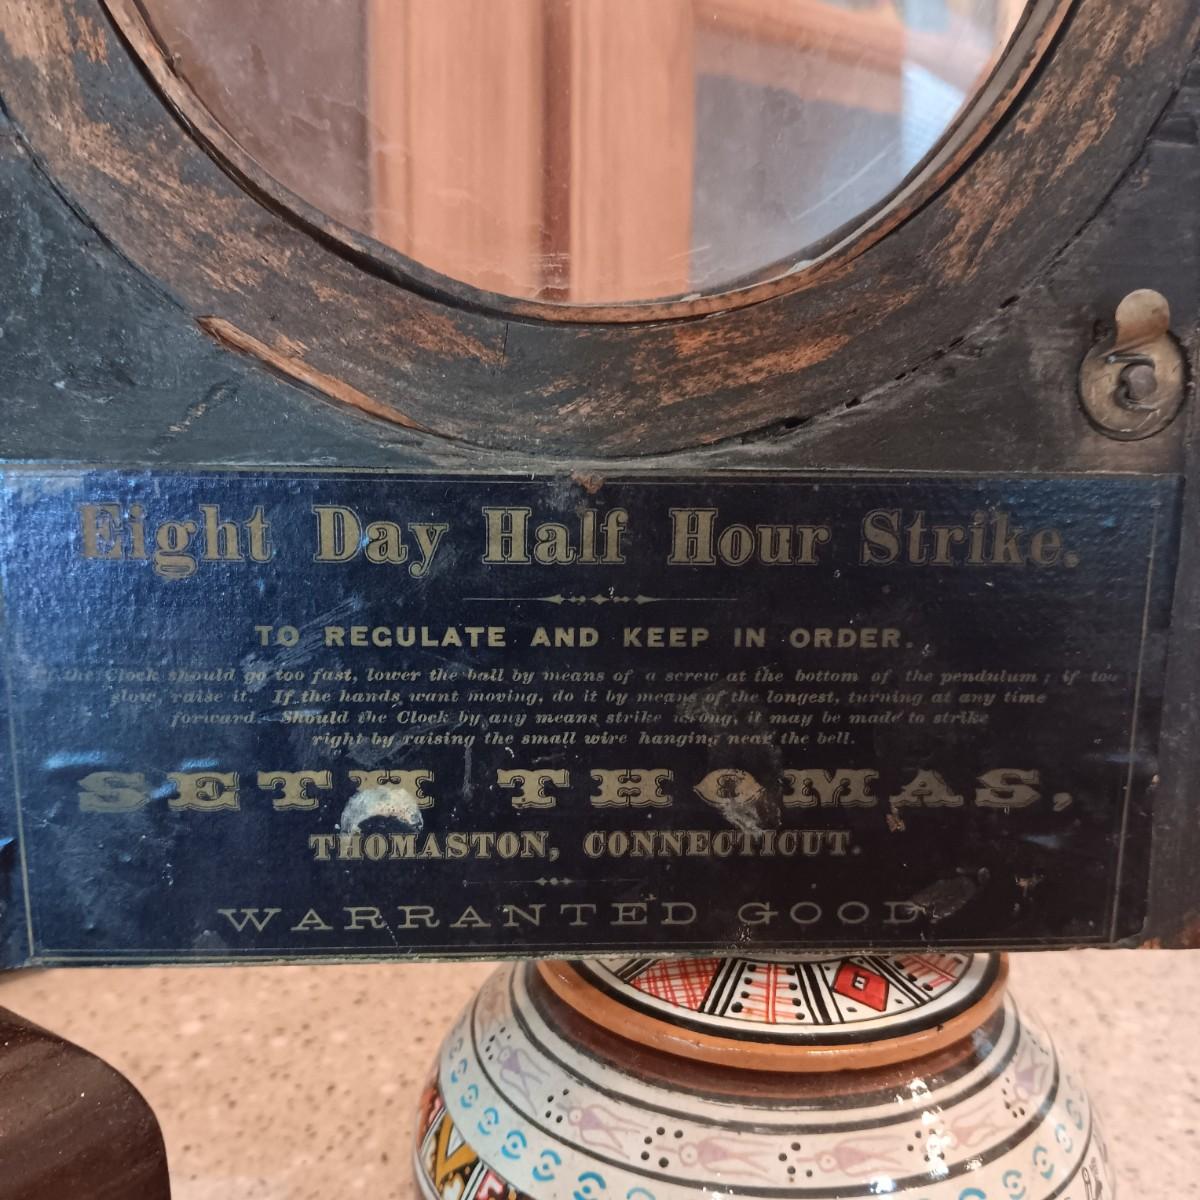 Eight Day Half Hour Strike.
TO REGULATE AND KEEP IN ORDER.
the Clock should go too fast, lower the ball by means of a screw at the bottom of the pendulum; if too
slow raise it. If the hands want moving, do it by means of the longest, turning at any time
forward. Should the Clock by any means strike wrong, it may be made to strike
right by raising the small wire hanging near the bell.
SETH THOMAS,
THOMASTON, CONNECTICUT.
WARRANTED GOOD